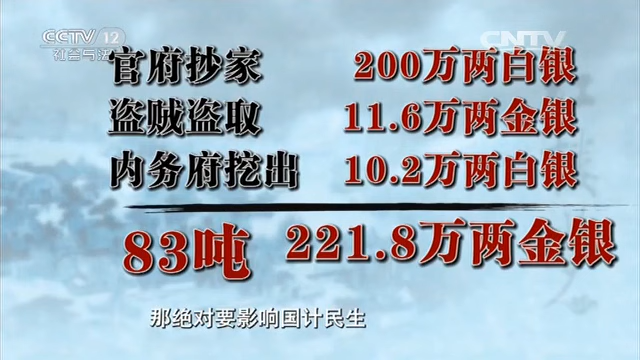 CCTV 12
社会与法
CNTV
官府抄家 200万两白银
盗贼盗取 11.6万两金银
内务府挖出 10.2万两白银
83吨 221.8万两金银
那绝对要影响国计民生